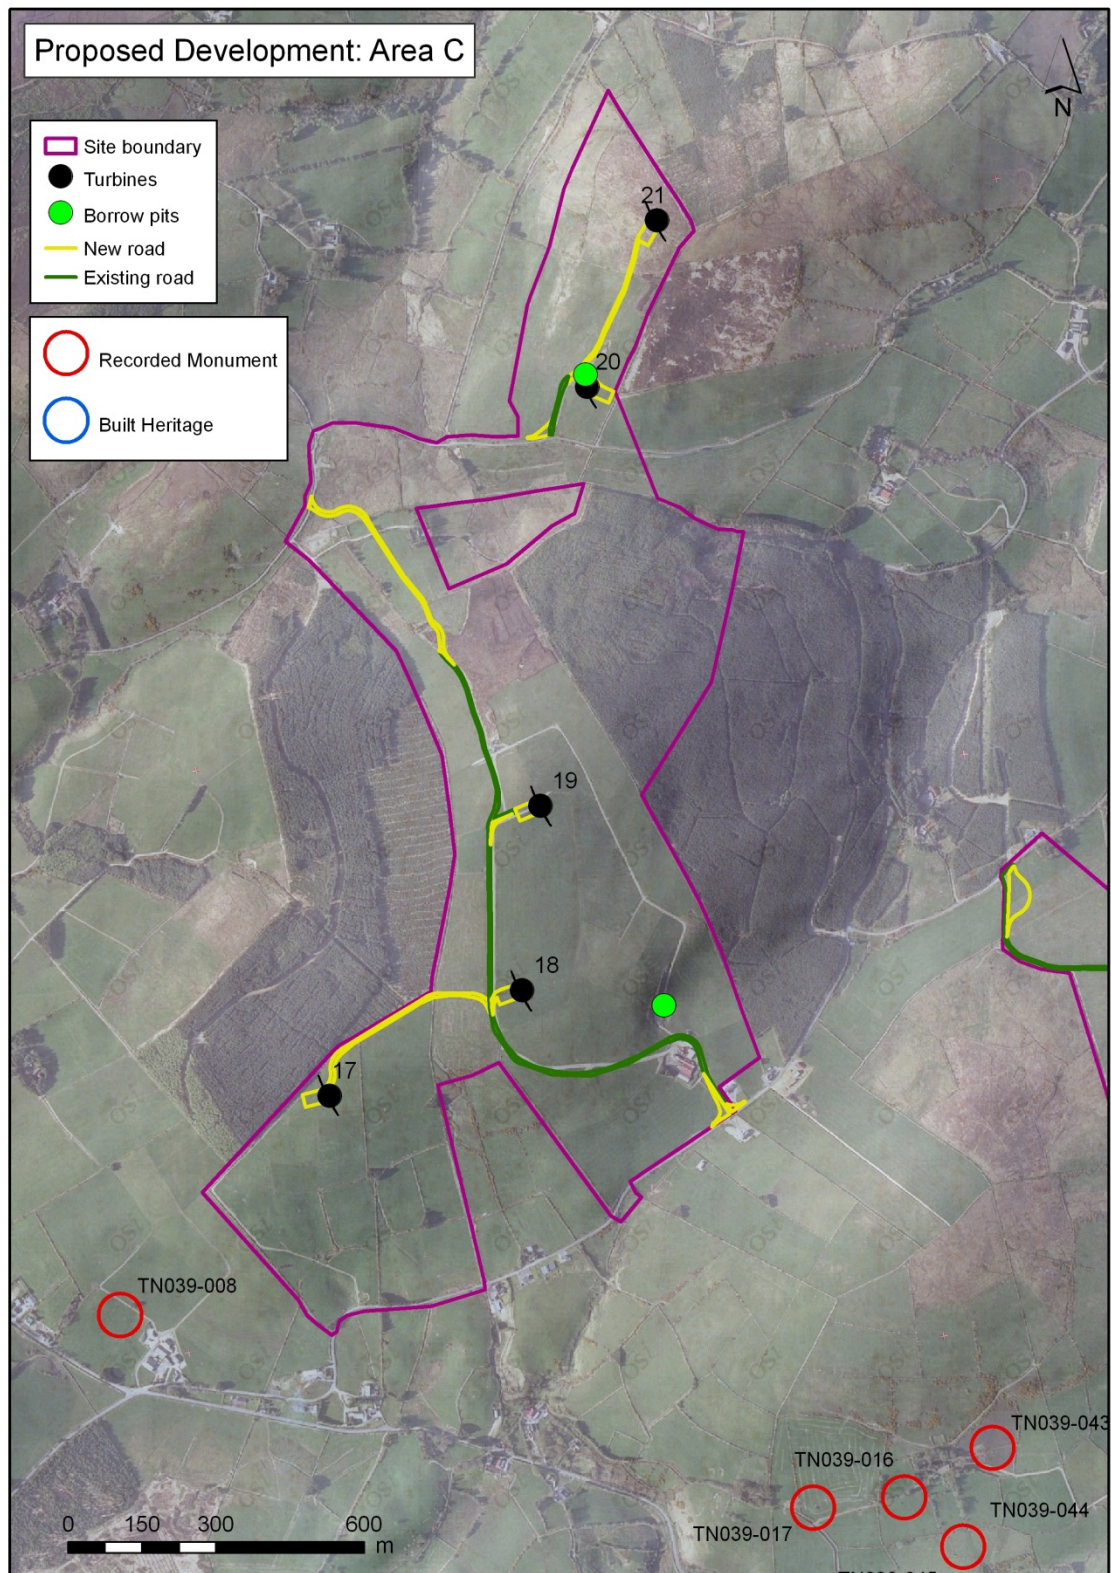 Proposed Development: Area C
N
Site boundary
Turbines
Borrow pits
New road
Existing road
Recorded Monument
Built Heritage
21
20
19
18
17
TN039-008
TN039-043
TN039-016
TN039-044
TN039-017
0 150 300 600
m